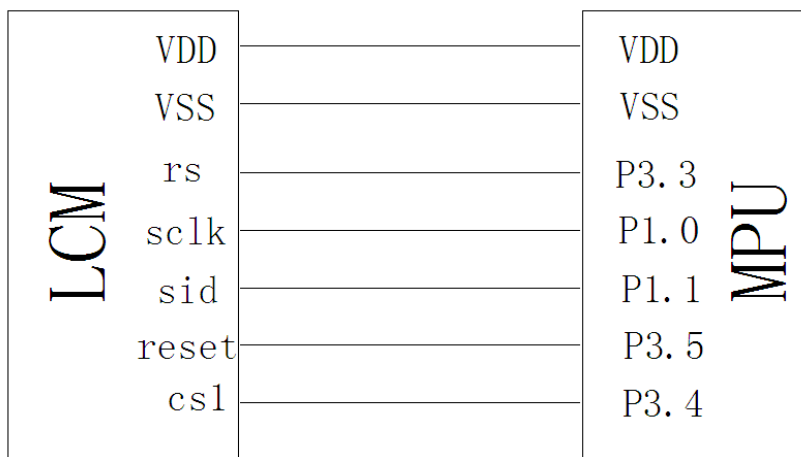 VDD VDD
VSS VSS
rs P3.3
sclk P1.0
sid P1.1
reset P3.5
csl P3.4
LCM
MPU